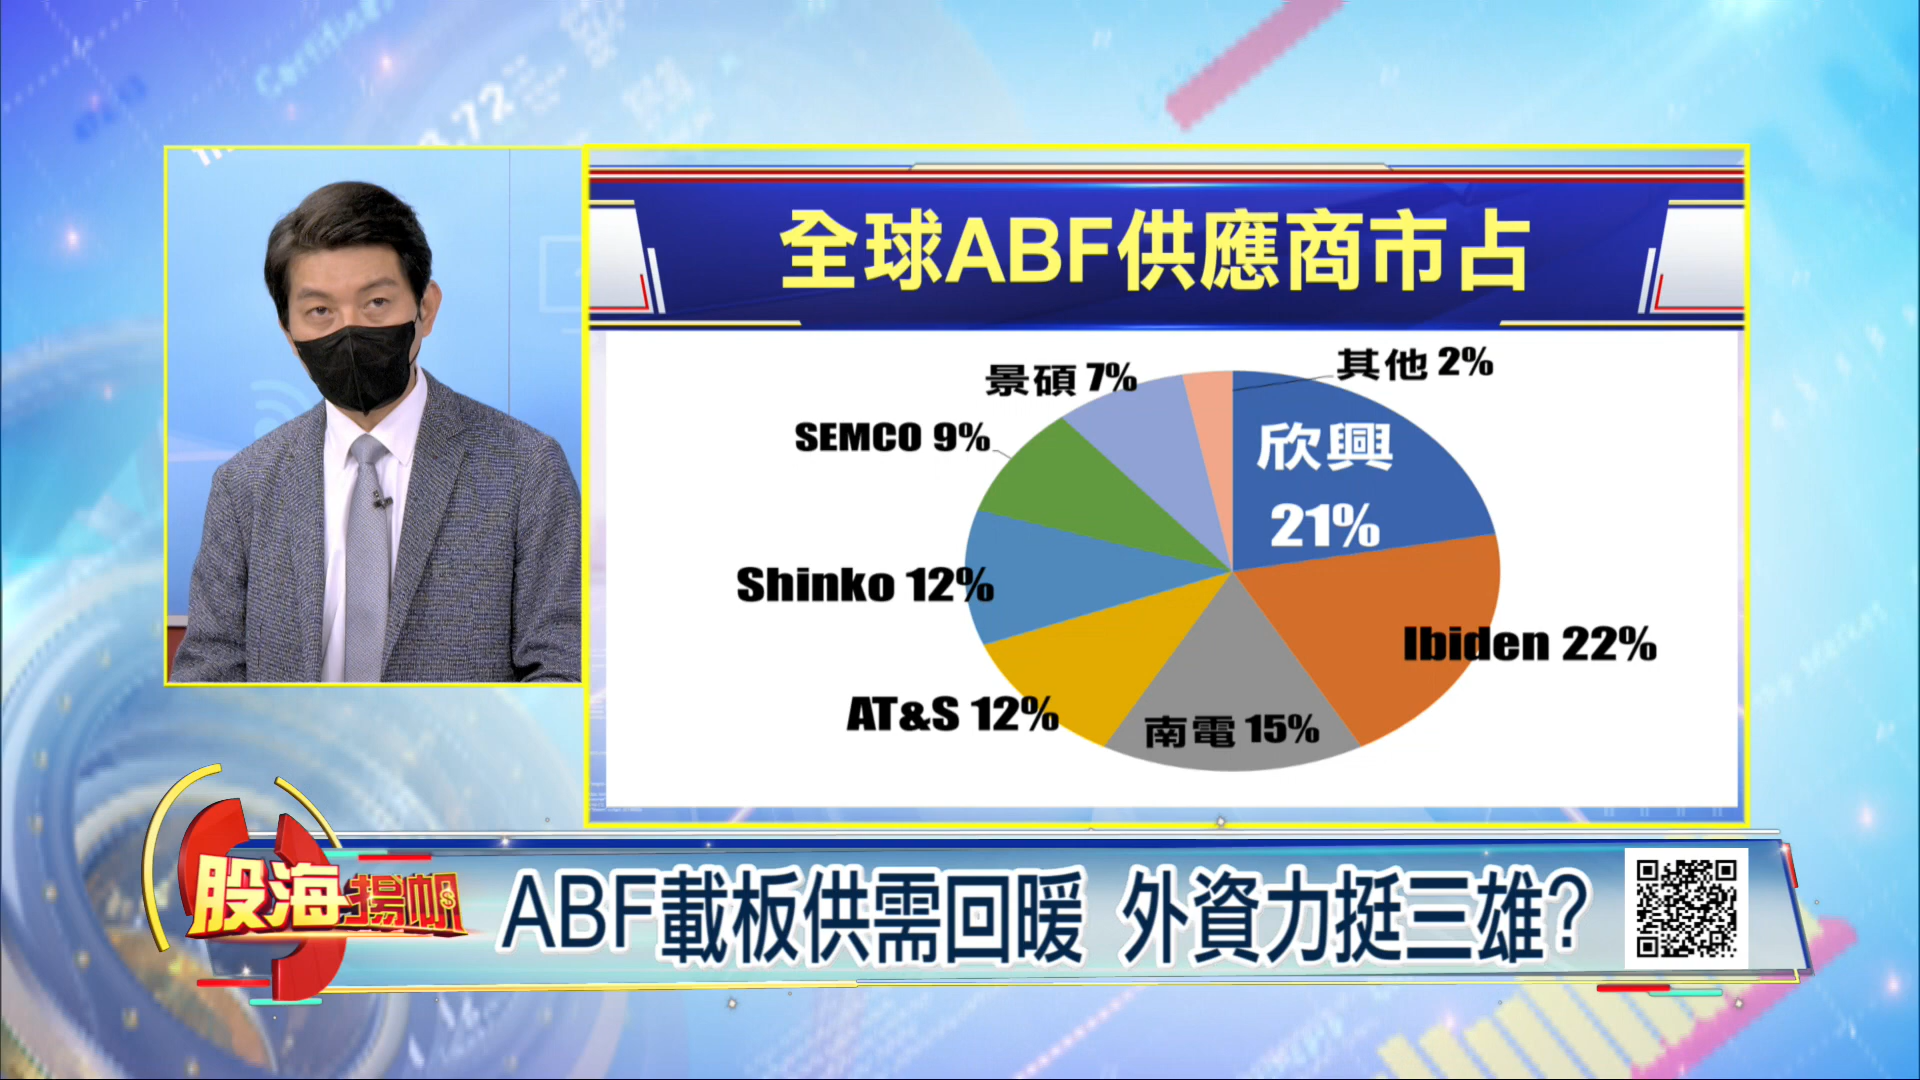 全球ABF供應商市占
其他 2%
景碩 7%
欣興
21%
SEMCO 9%
Shinko 12%
Ibiden 22%
AT&S 12%
南電 15%
股海揚帆
ABF載板供需回暖 外資力挺三雄?